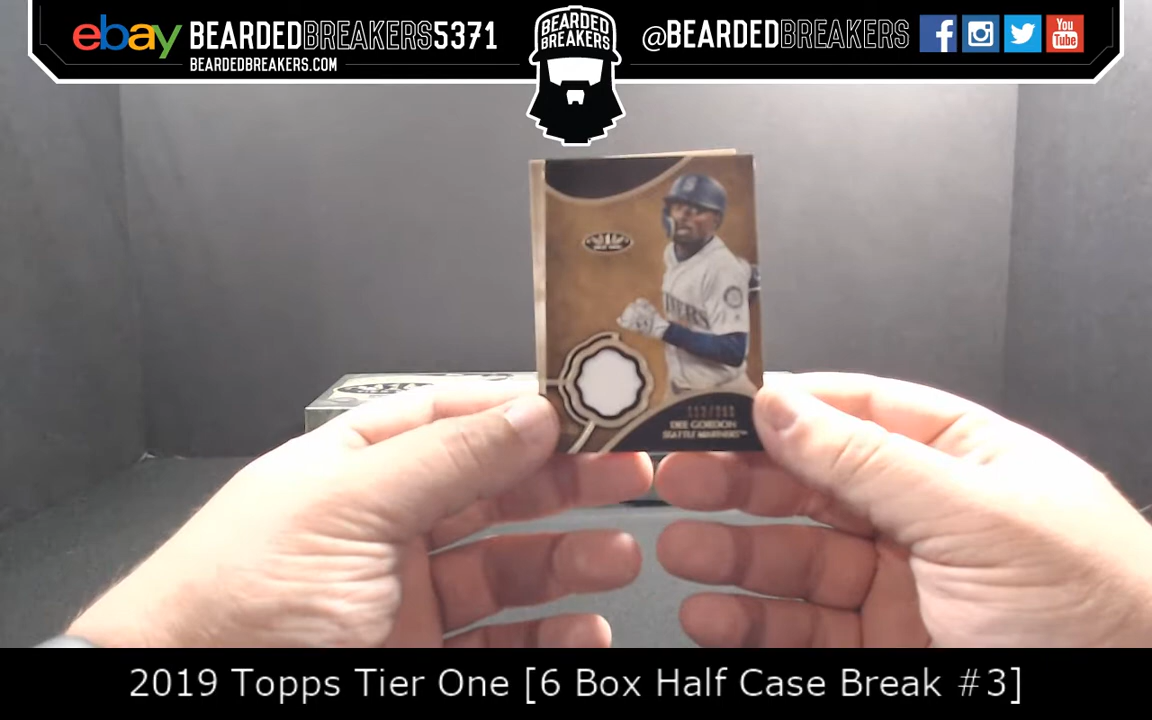 ebay BEARDEDBREAKERS5371
BEARDEDBREAKERS.COM
BEARDED
BREAKERS
@BEARDEDBREAKERS
You
Tube
DEE GORDON
SEATTLE MARINERS™
2019 Topps Tier One [6 Box Half Case Break #3]